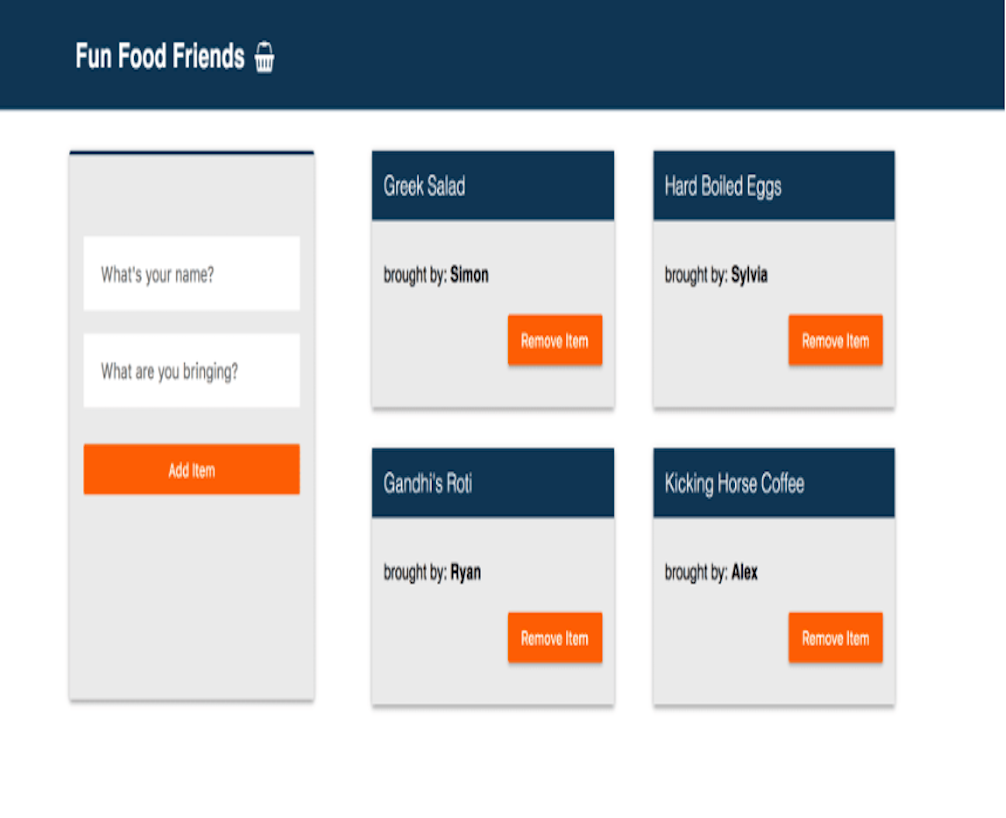 Fun Food Friends
What's your name?
What are you bringing?
Add Item
Greek Salad
brought by: Simon
Remove Item
Hard Boiled Eggs
brought by: Sylvia
Remove Item
Gandhi's Roti
brought by: Ryan
Remove Item
Kicking Horse Coffee
brought by: Alex
Remove Item